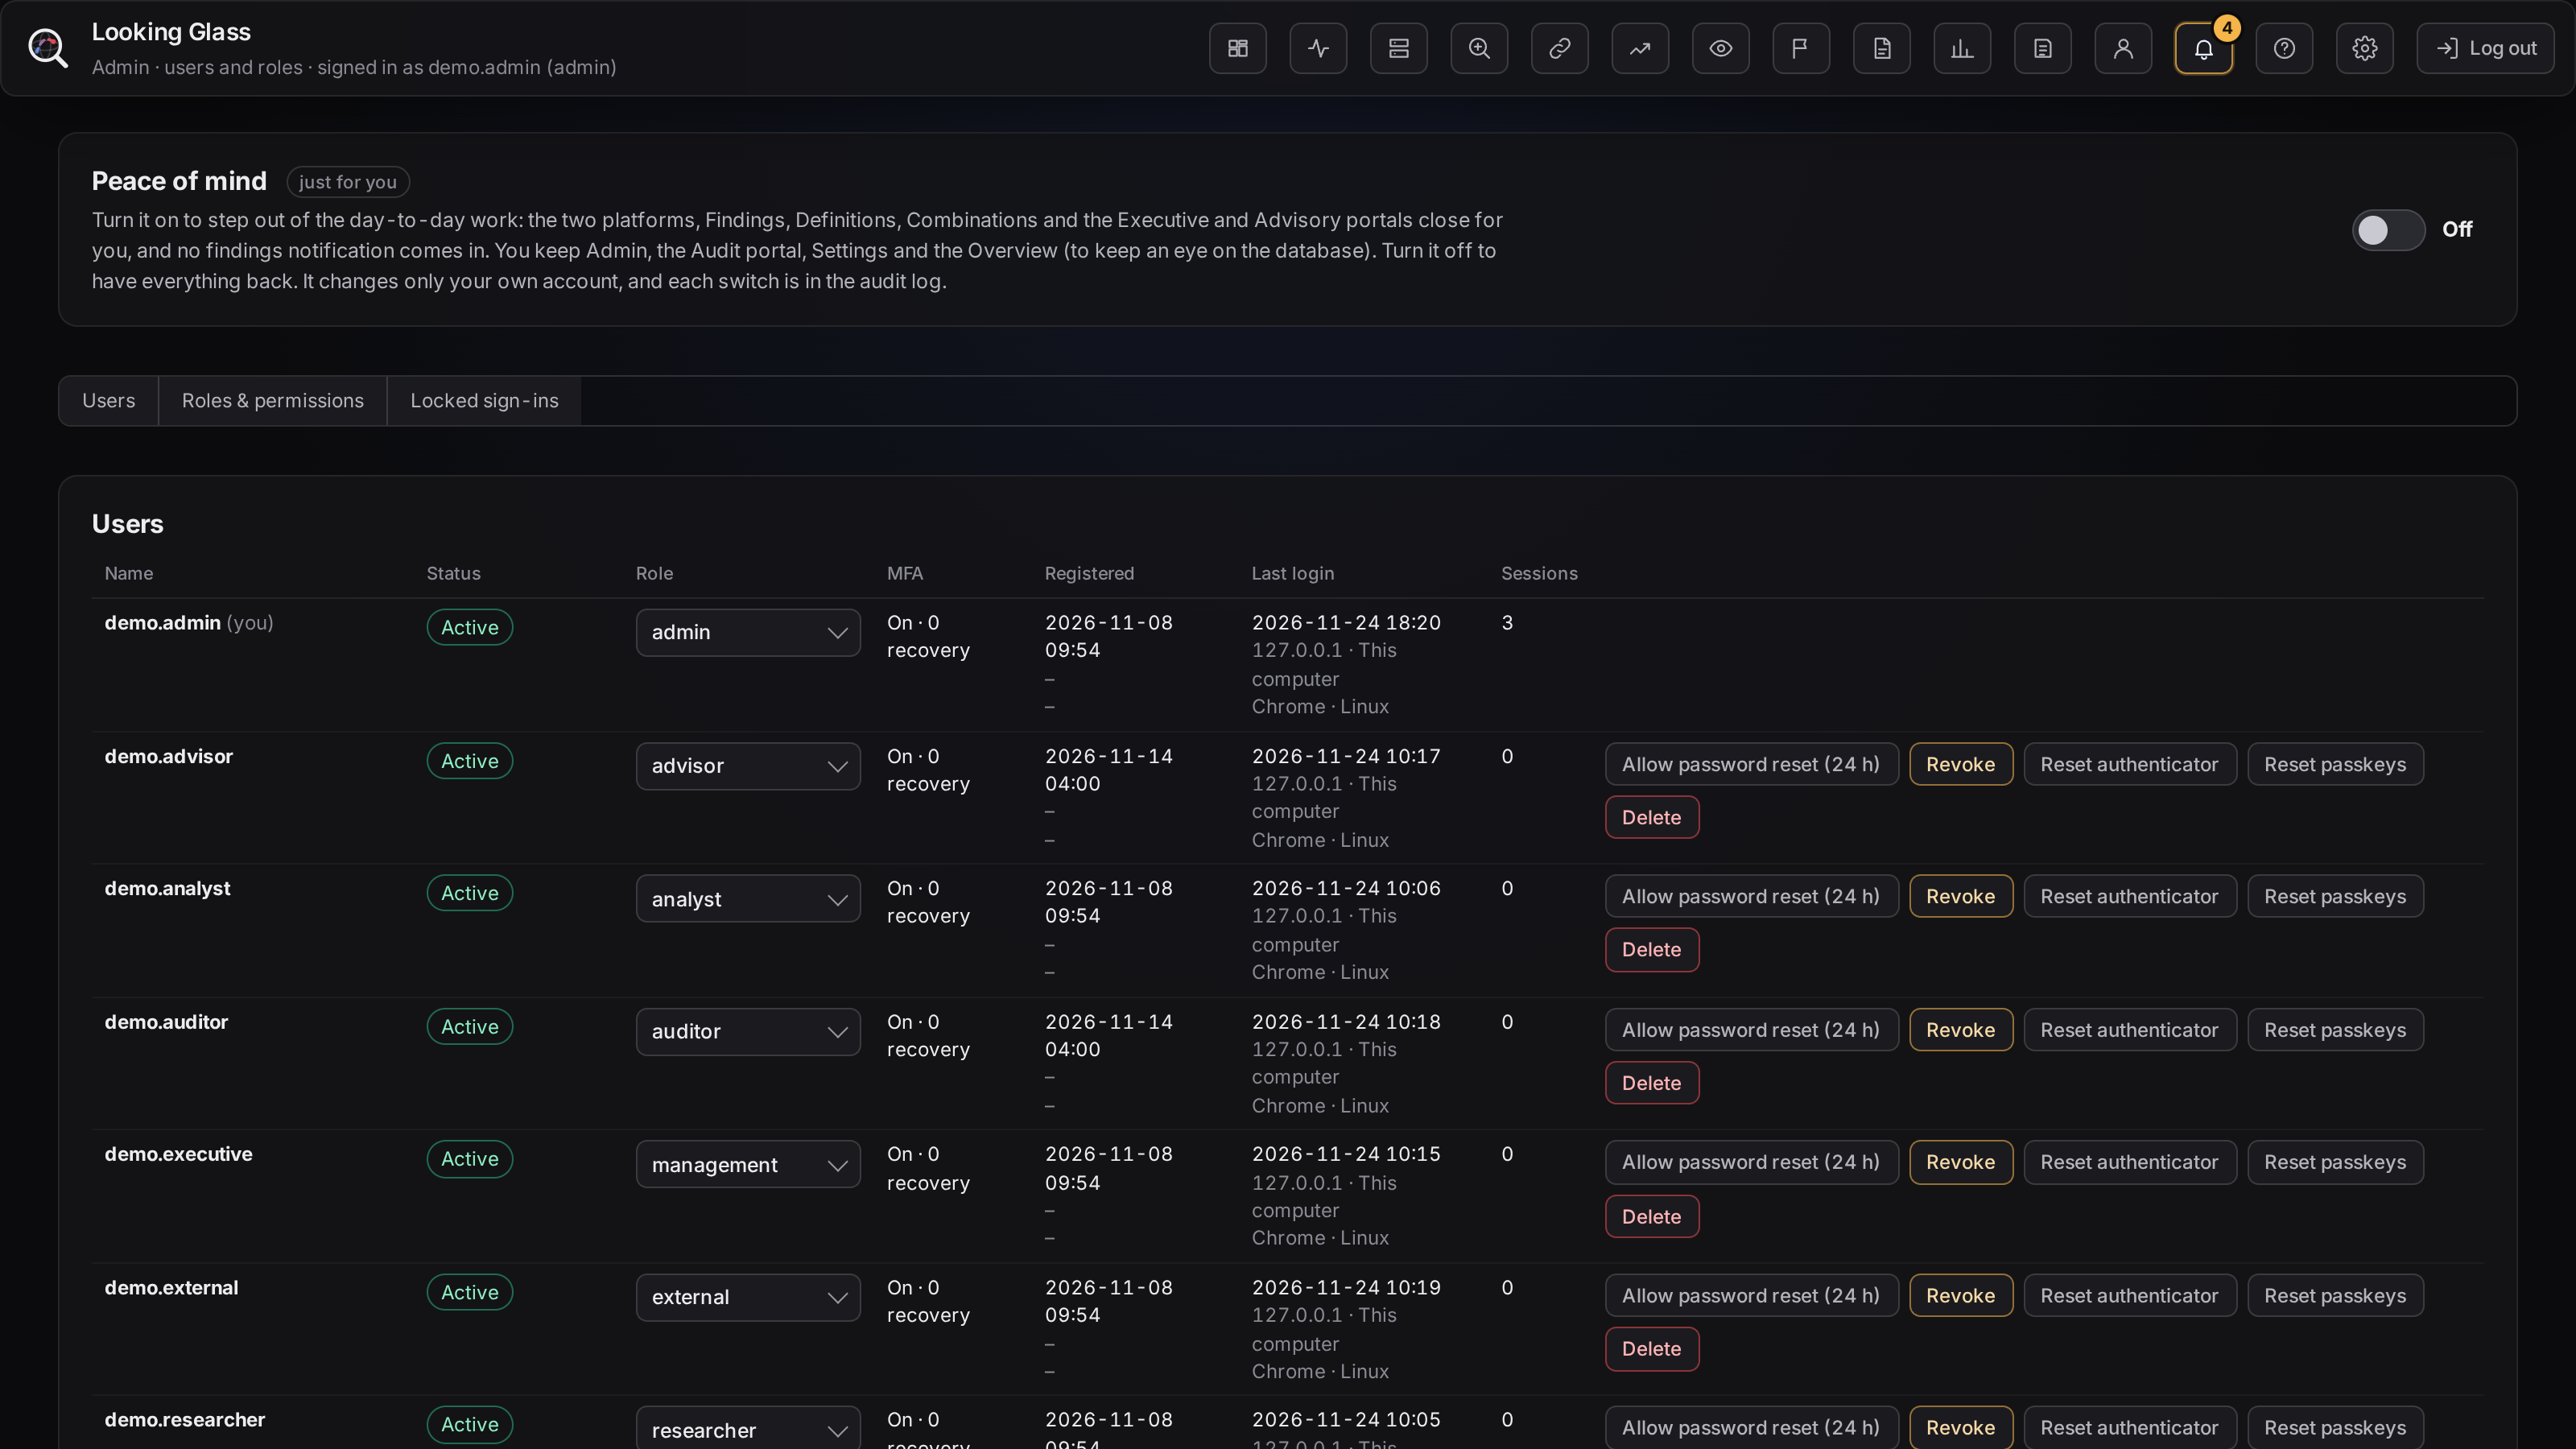 Looking Glass
Admin · users and roles · signed in as demo.admin (admin)
4
Log out
Peace of mind just for you
Turn it on to step out of the day-to-day work: the two platforms, Findings, Definitions, Combinations and the Executive and Advisory portals close for
you, and no findings notification comes in. You keep Admin, the Audit portal, Settings and the Overview (to keep an eye on the database). Turn it off to
have everything back. It changes only your own account, and each switch is in the audit log.
Off
Users Roles & permissions Locked sign-ins
Users
Name Status Role MFA Registered Last login Sessions
demo.admin (you) Active admin On · 0 2026-11-08 2026-11-24 18:20 3
recovery 09:54 127.0.0.1 · This
– computer
– Chrome · Linux
demo.advisor Active advisor On · 0 2026-11-14 2026-11-24 10:17 0 Allow password reset (24 h) Revoke Reset authenticator Reset passkeys
recovery 04:00 127.0.0.1 · This
– computer Delete
– Chrome · Linux
demo.analyst Active analyst On · 0 2026-11-08 2026-11-24 10:06 0 Allow password reset (24 h) Revoke Reset authenticator Reset passkeys
recovery 09:54 127.0.0.1 · This
– computer Delete
– Chrome · Linux
demo.auditor Active auditor On · 0 2026-11-14 2026-11-24 10:18 0 Allow password reset (24 h) Revoke Reset authenticator Reset passkeys
recovery 04:00 127.0.0.1 · This
– computer Delete
– Chrome · Linux
demo.executive Active management On · 0 2026-11-08 2026-11-24 10:15 0 Allow password reset (24 h) Revoke Reset authenticator Reset passkeys
recovery 09:54 127.0.0.1 · This
– computer Delete
– Chrome · Linux
demo.external Active external On · 0 2026-11-08 2026-11-24 10:19 0 Allow password reset (24 h) Revoke Reset authenticator Reset passkeys
recovery 09:54 127.0.0.1 · This
– computer Delete
– Chrome · Linux
demo.researcher Active researcher On · 0 2026-11-08 2026-11-24 10:05 0 Allow password reset (24 h) Revoke Reset authenticator Reset passkeys
recovery 09:54 127.0.0.1 · This